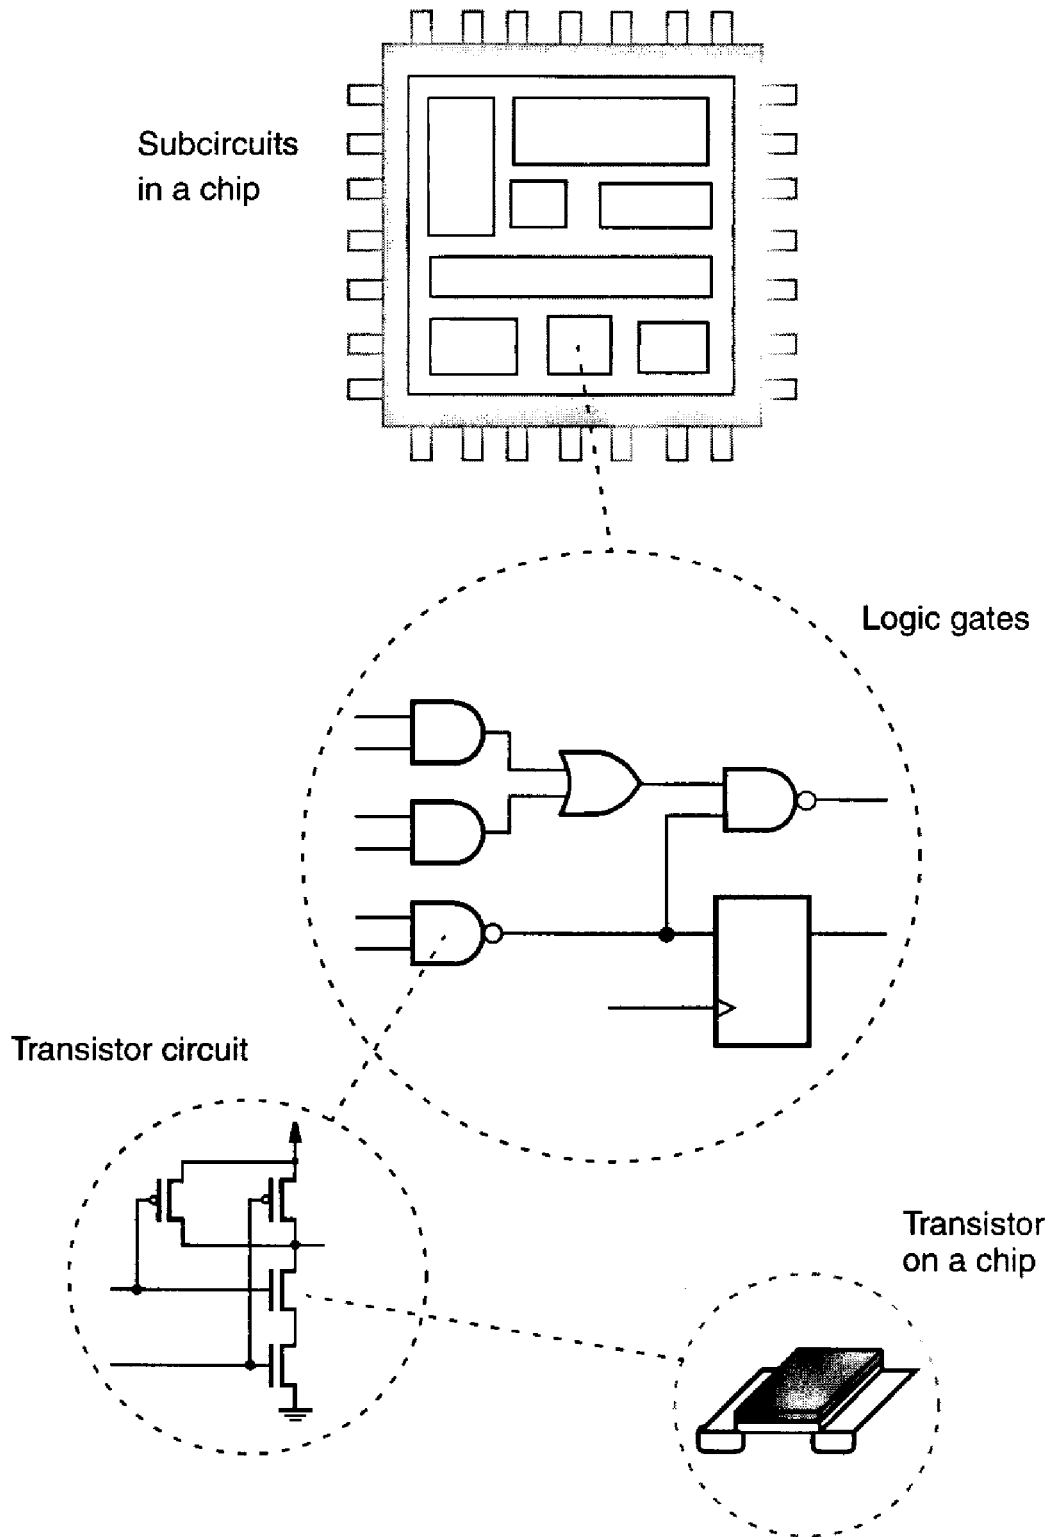 Subcircuits
in a chip
Logic gates
Transistor circuit
Transistor
on a chip